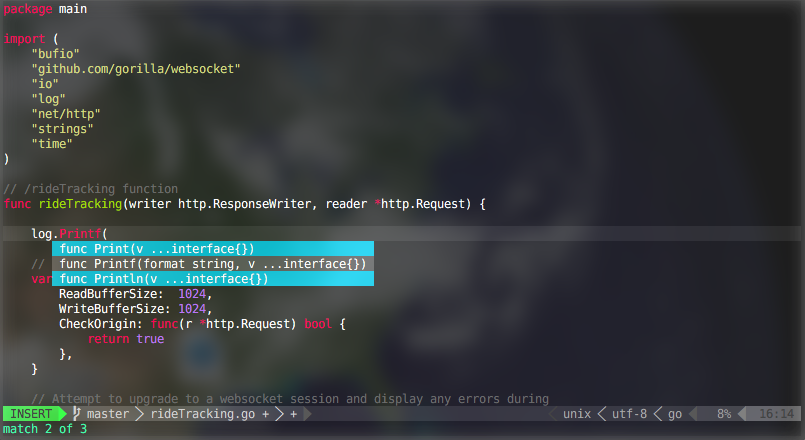 package main
import (
"bufio"
"github.com/gorilla/websocket"
"io"
"log"
"net/http"
"strings"
"time"
)
// /rideTracking function
func rideTracking(writer http.ResponseWriter, reader *http.Request) {
log.Printf(
func Print(v ...interface{})
// func Printf(format string, v ...interface{})
var func Println(v ...interface{})
ReadBufferSize:  1024,
WriteBufferSize: 1024,
CheckOrigin: func(r *http.Request) bool {
return true
},
}
// Attempt to upgrade to a websocket session and display any errors during
INSERT master rideTracking.go + > + unix < utf-8 < go 8% 16:14
match 2 of 3